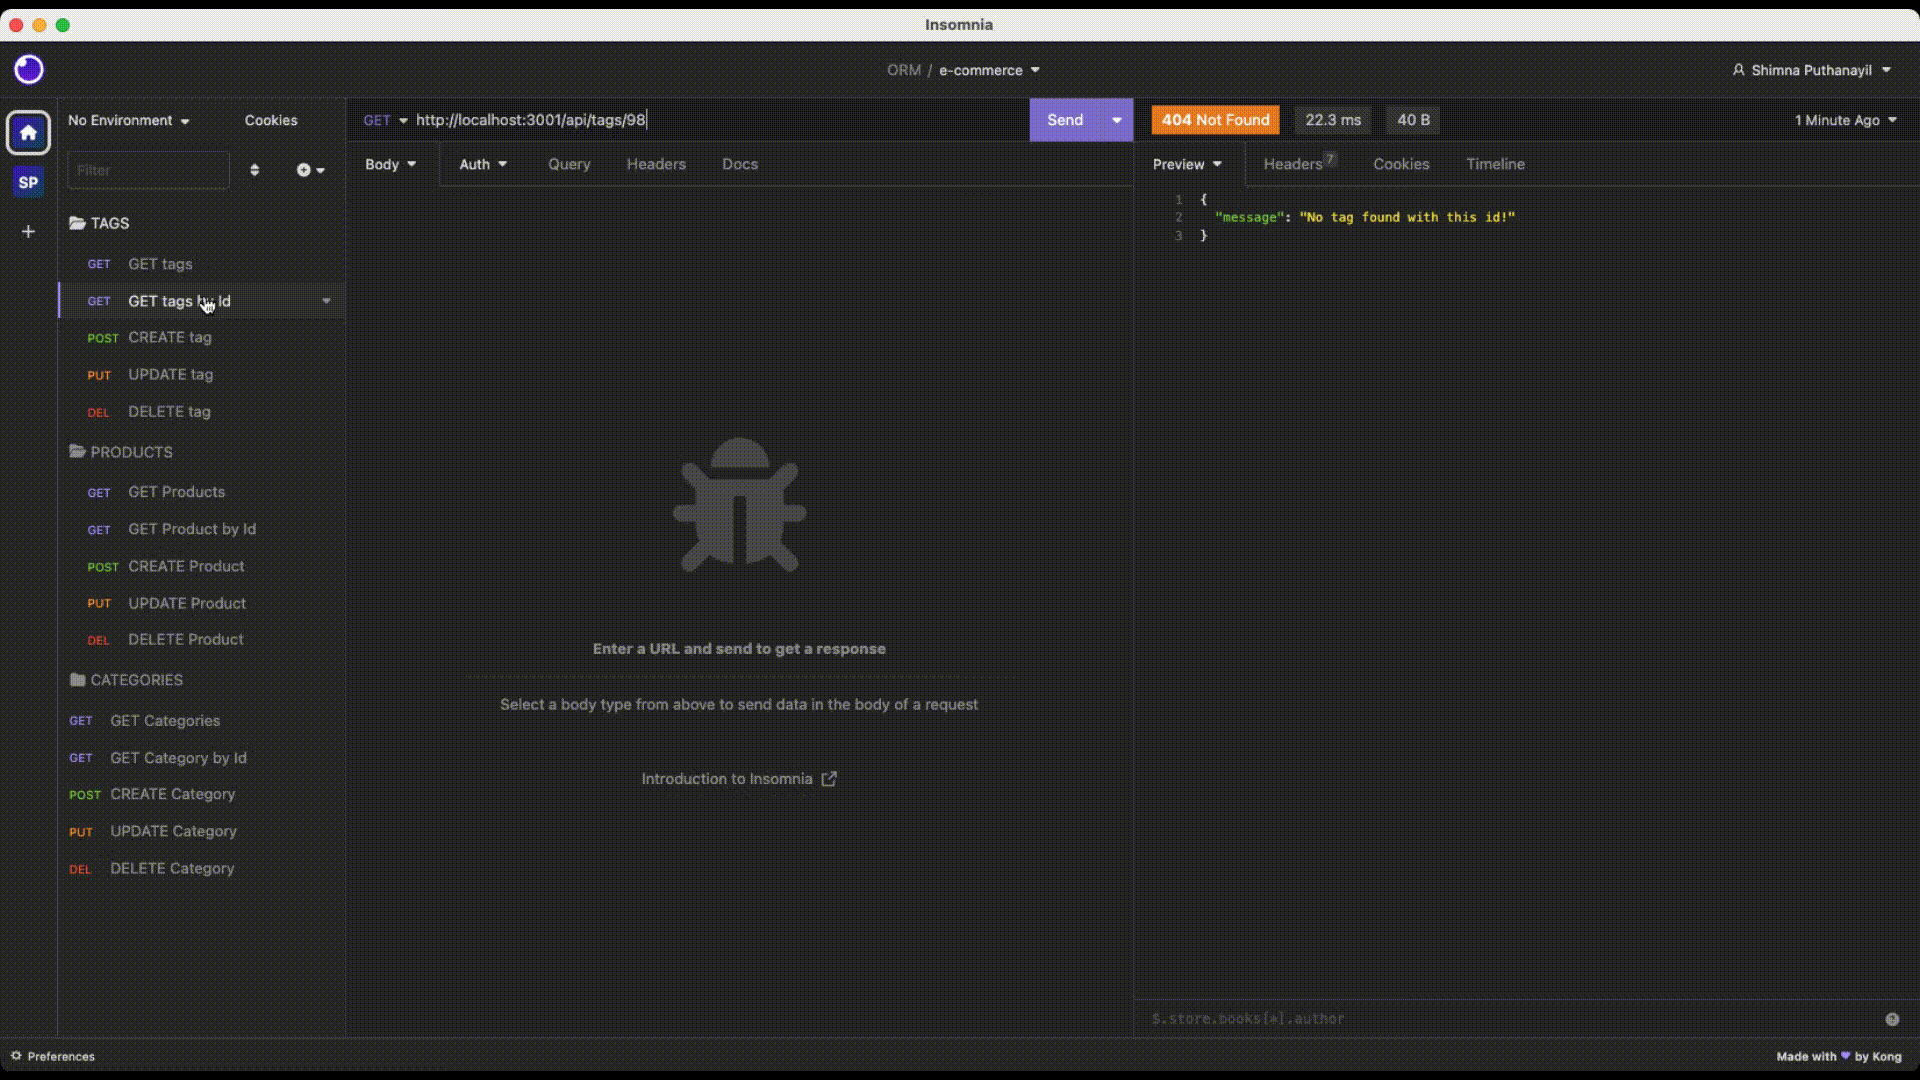 Insomnia
ORM / e-commerce
Shimna Puthanayil
No Environment
Cookies
GET http://localhost:3001/api/tags/98
Send
404 Not Found
22.3 ms
40 B
1 Minute Ago
SP
Filter
Body
Auth
Query
Headers
Docs
Preview
Headers 7
Cookies
Timeline
TAGS
GET GET tags
GET GET tags by Id
POST CREATE tag
PUT UPDATE tag
DEL DELETE tag
PRODUCTS
GET GET Products
GET GET Product by Id
POST CREATE Product
PUT UPDATE Product
DEL DELETE Product
CATEGORIES
GET GET Categories
GET GET Category by Id
POST CREATE Category
PUT UPDATE Category
DEL DELETE Category
Enter a URL and send to get a response
Select a body type from above to send data in the body of a request
Introduction to Insomnia
1 {
2 "message": "No tag found with this id!"
3 }
$.store.books[*].author
Preferences
Made with ♥ by Kong